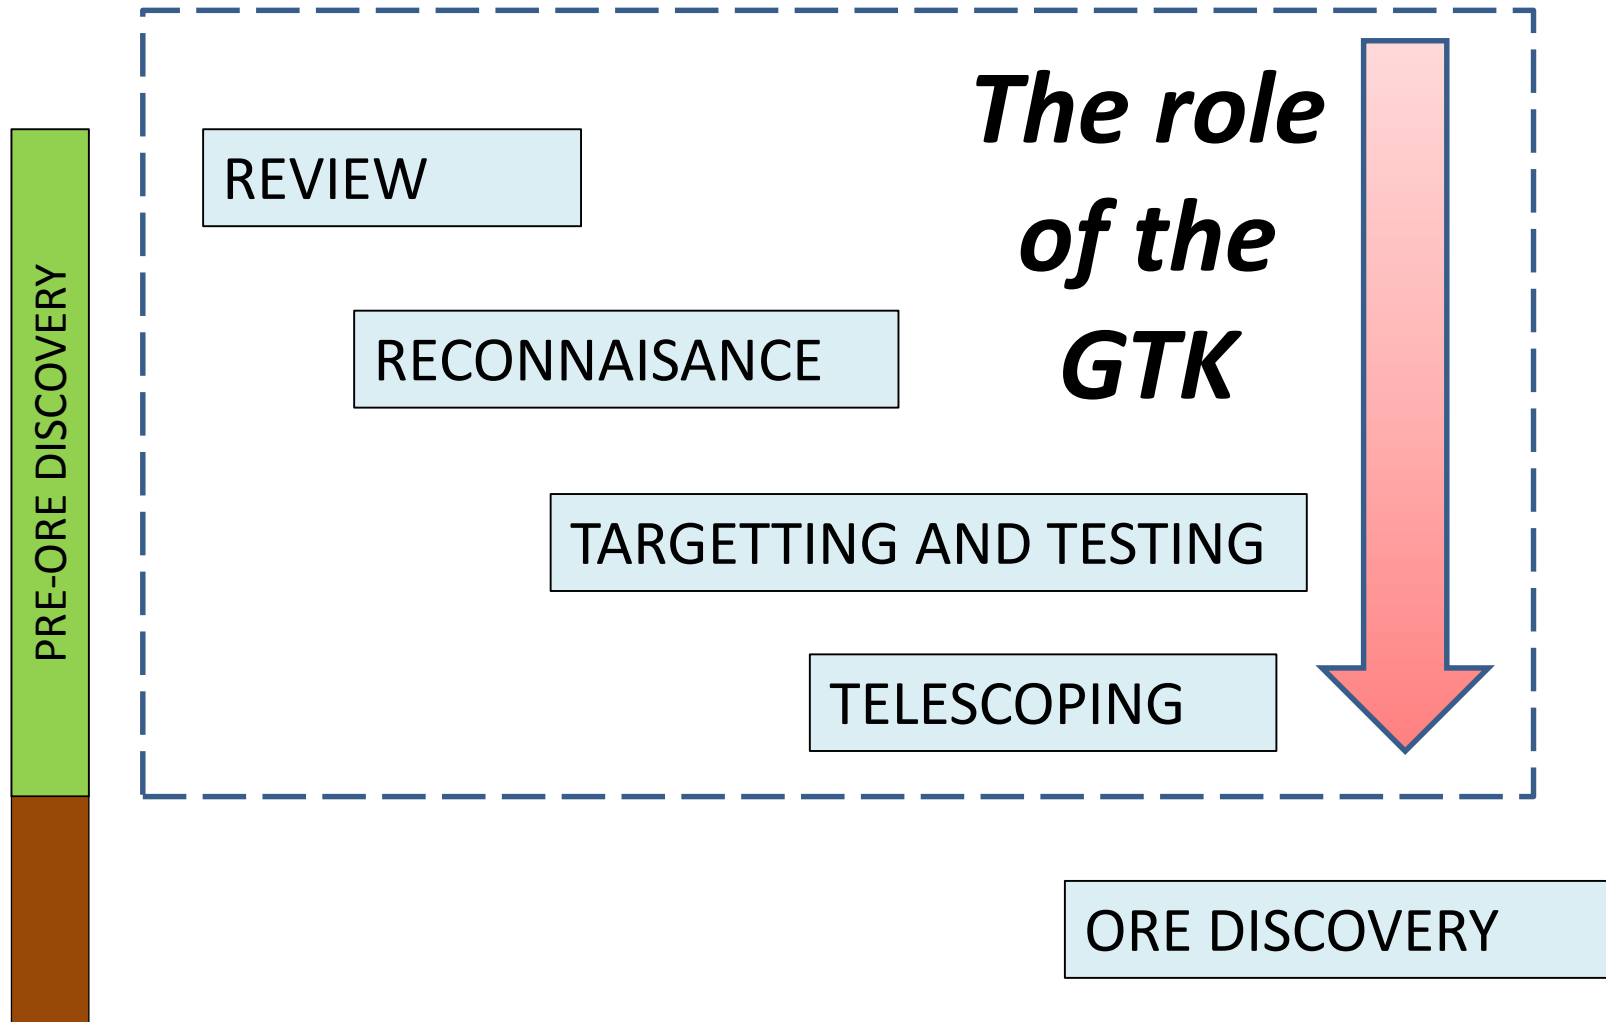 The role
of the
GTK
REVIEW
RECONNAISANCE
TARGETTING AND TESTING
TELESCOPING
ORE DISCOVERY
PRE-ORE DISCOVERY